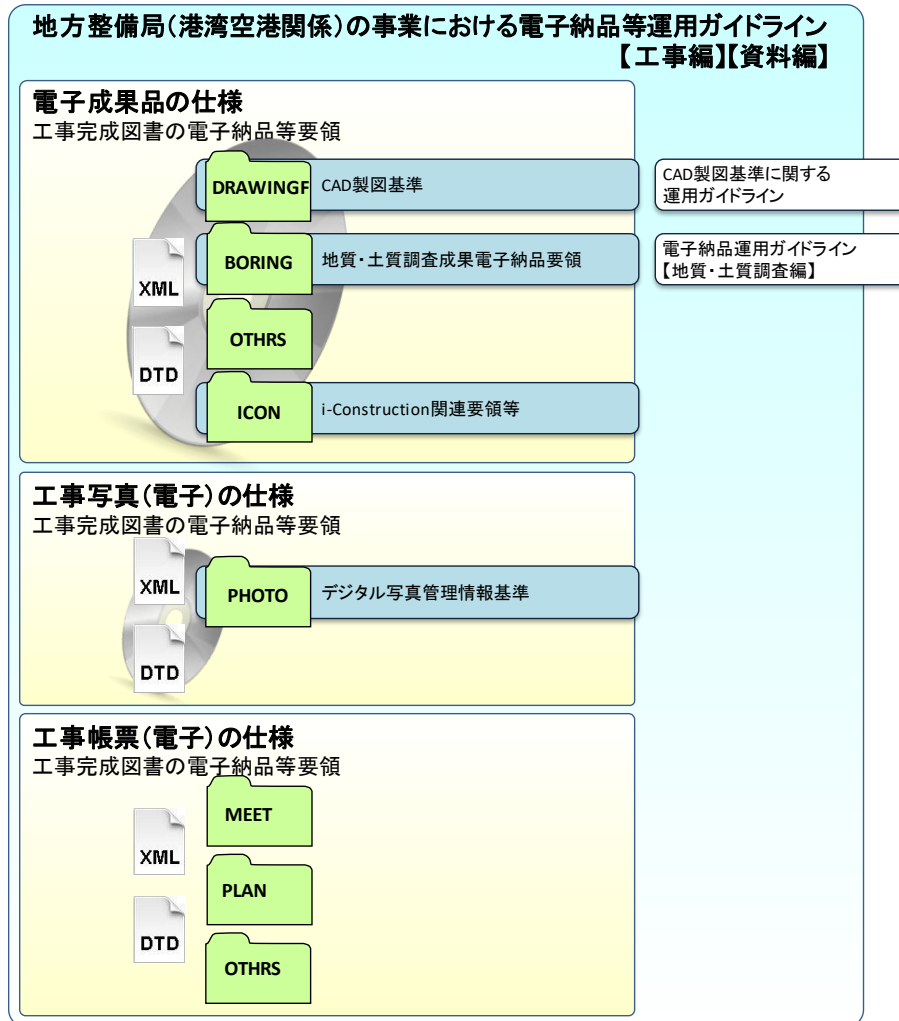 地方整備局(港湾空港関係)の事業における電子納品等運用ガイドライン
【工事編】【資料編】
電子成果品の仕様
工事完成図書の電子納品等要領
DRAWINGF
CAD製図基準
CAD製図基準に関する
運用ガイドライン
XML
BORING
地質・土質調査成果電子納品要領
電子納品運用ガイドライン
【地質・土質調査編】
OTHRS
DTD
ICON
i-Construction関連要領等
工事写真(電子)の仕様
工事完成図書の電子納品等要領
XML
PHOTO
デジタル写真管理情報基準
DTD
工事帳票(電子)の仕様
工事完成図書の電子納品等要領
MEET
XML
PLAN
DTD
OTHRS